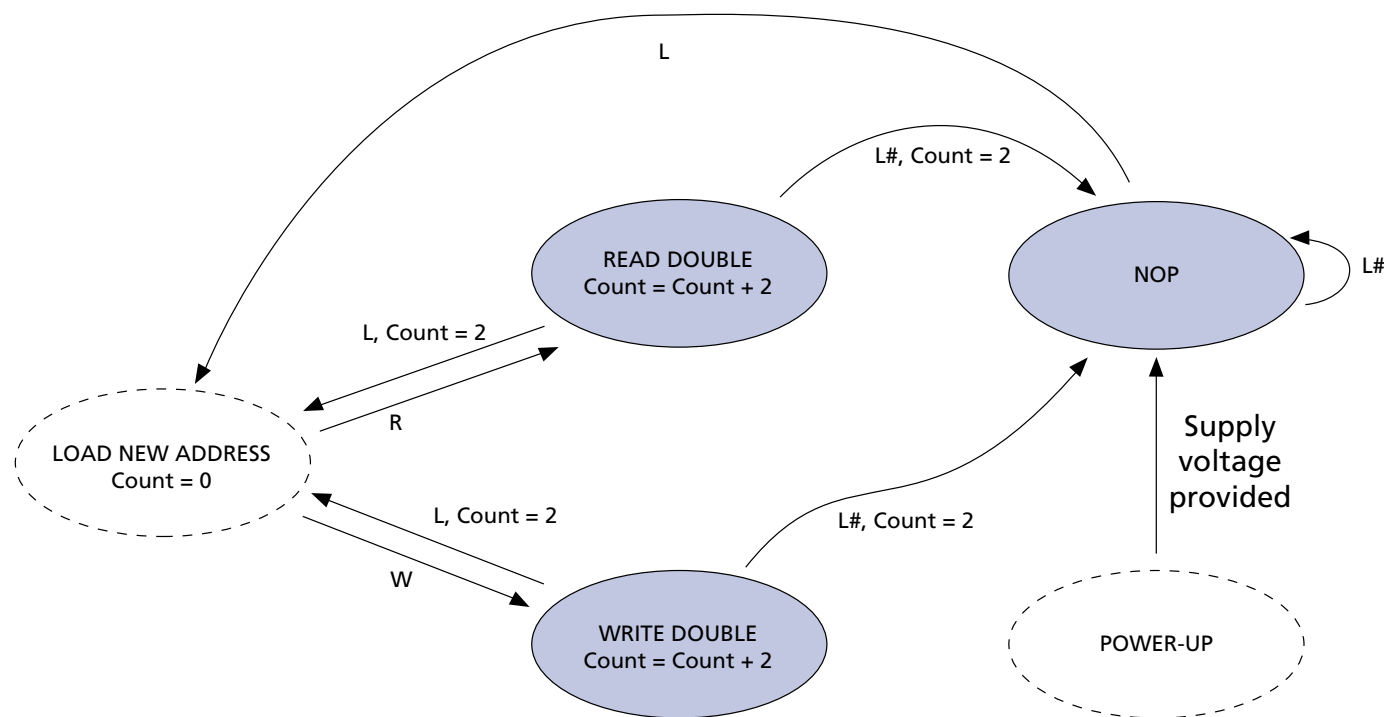 L
L#, Count = 2
READ DOUBLE
Count = Count + 2
NOP
L#
L, Count = 2
R
LOAD NEW ADDRESS
Count = 0
Supply
voltage
provided
L, Count = 2
L#, Count = 2
W
WRITE DOUBLE
Count = Count + 2
POWER-UP